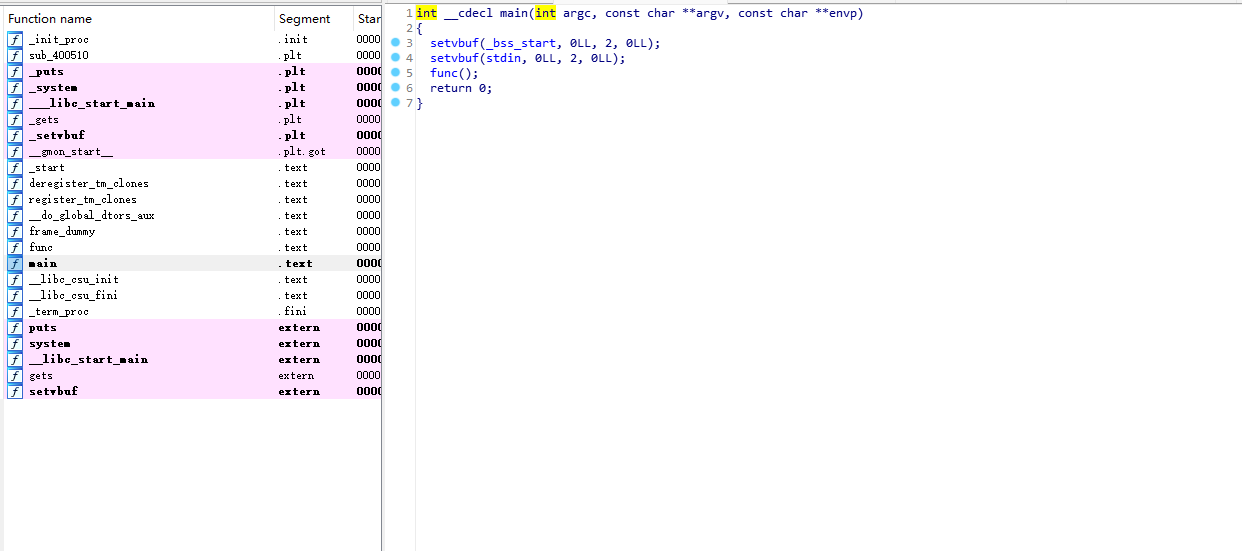 Function name Segment Star
f _init_proc .init 0000
f sub_400510 .plt 0000
f _puts .plt 0000
f _system .plt 0000
f ___libc_start_main .plt 0000
f _gets .plt 0000
f _setvbuf .plt 0000
f __gmon_start__ .plt.got 0000
f _start .text 0000
f deregister_tm_clones .text 0000
f register_tm_clones .text 0000
f __do_global_dtors_aux .text 0000
f frame_dummy .text 0000
f func .text 0000
f main .text 0000
f __libc_csu_init .text 0000
f __libc_csu_fini .text 0000
f _term_proc .fini 0000
f puts extern 0000
f system extern 0000
f __libc_start_main extern 0000
f gets extern 0000
f setvbuf extern 0000
1 int __cdecl main(int argc, const char **argv, const char **envp)
2 {
3 setvbuf(_bss_start, 0LL, 2, 0LL);
4 setvbuf(stdin, 0LL, 2, 0LL);
5 func();
6 return 0;
7 }